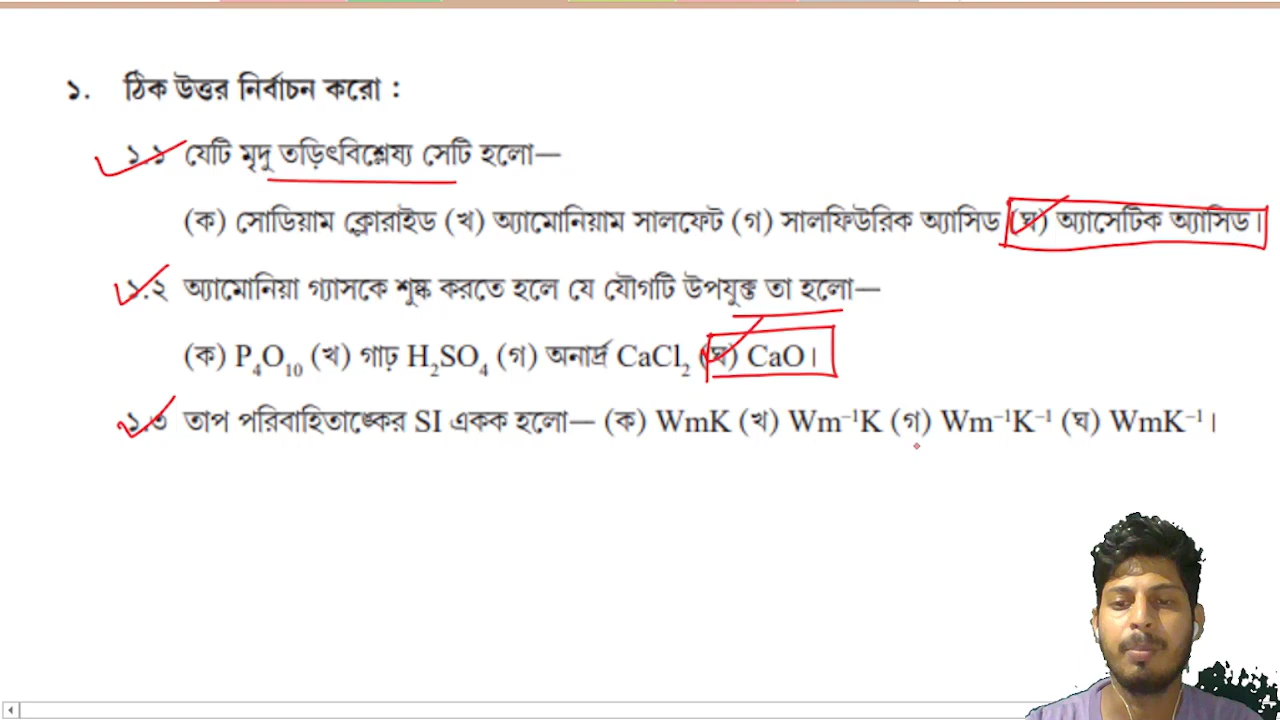 ১. ঠিক উত্তর নির্বাচন করো :
১.১ যেটি মৃদু তড়িৎবিশ্লেষ্য সেটি হলো—
(ক) সোডিয়াম ক্লোরাইড (খ) অ্যামোনিয়াম সালফেট (গ) সালফিউরিক অ্যাসিড (ঘ) অ্যাসেটিক অ্যাসিড।
১.২ অ্যামোনিয়া গ্যাসকে শুষ্ক করতে হলে যে যৌগটি উপযুক্ত তা হলো—
(ক) P₄O₁₀ (খ) গাঢ় H₂SO₄ (গ) অনার্দ্র CaCl₂ (ঘ) CaO।
১.৩ তাপ পরিবাহিতাঙ্কের SI একক হলো— (ক) WmK (খ) Wm⁻¹K (গ) Wm⁻¹K⁻¹ (ঘ) WmK⁻¹।